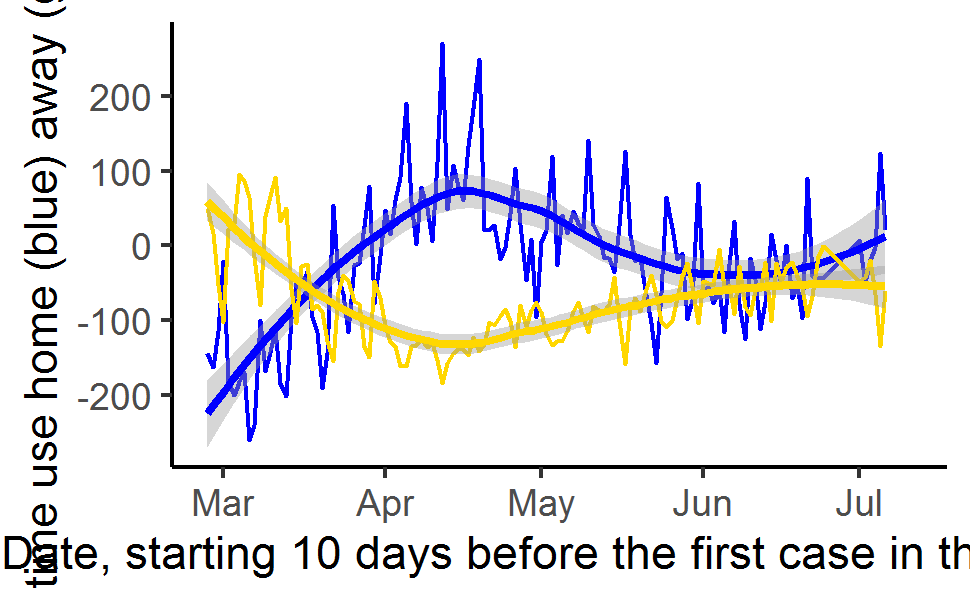 time use home (blue) away (
200
100
0
-100
-200
Mar Apr May Jun Jul
Date, starting 10 days before the first case in th